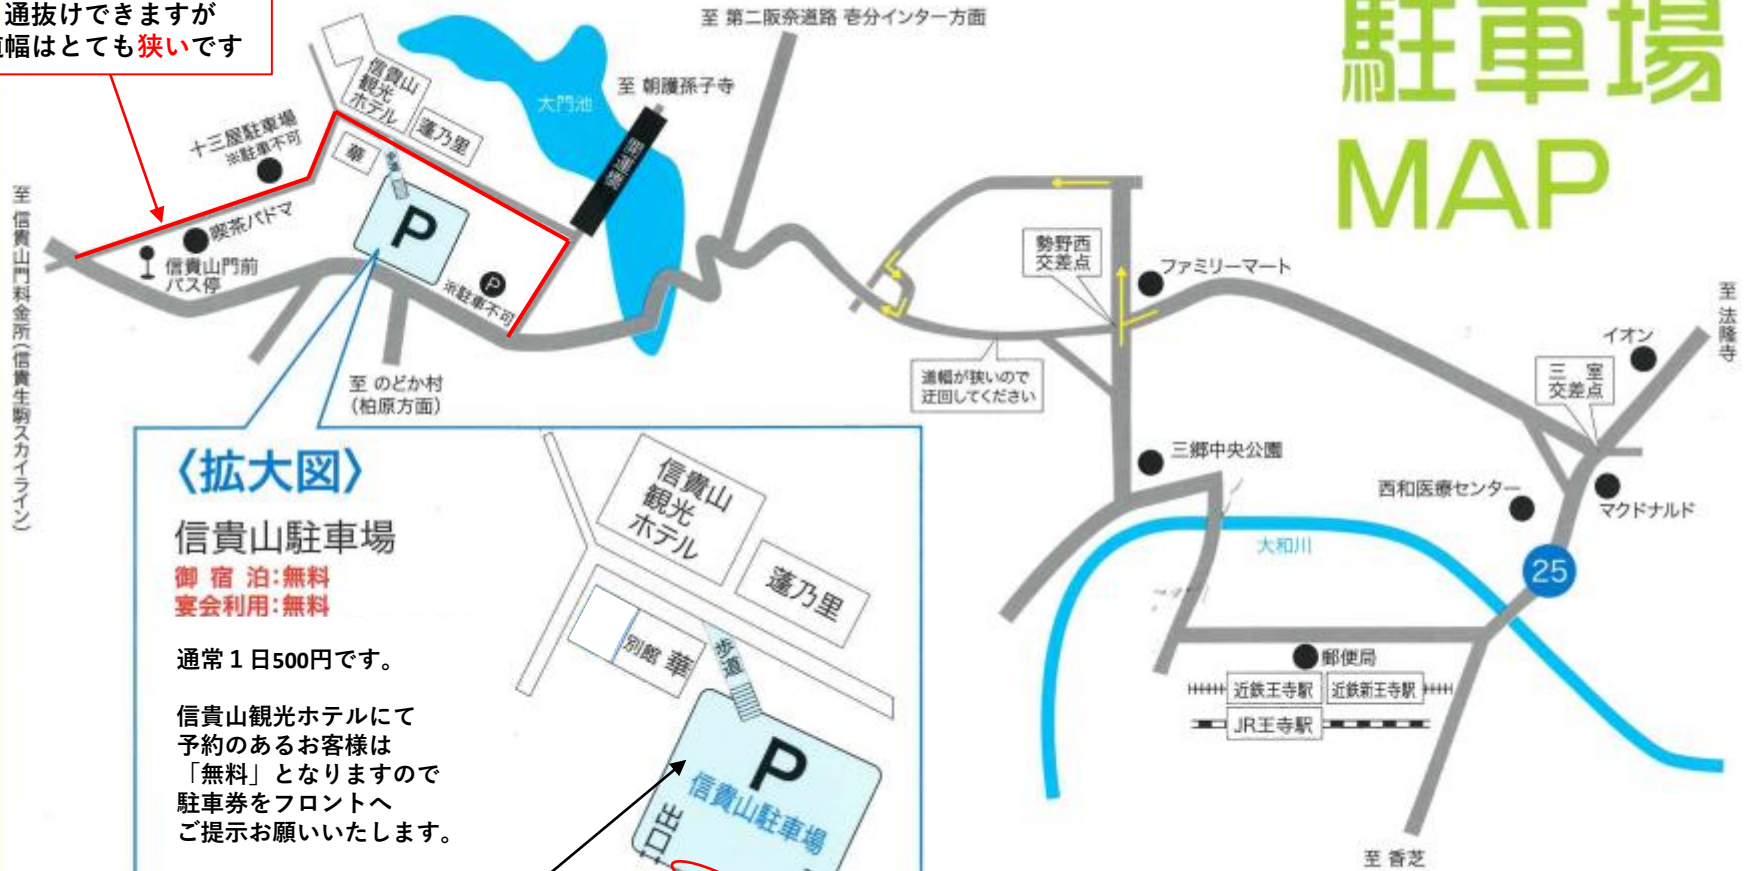 通抜けできますが
道幅はとても狭いです
至 第二阪奈道路 壱分インター方面
駐車場
MAP
信貴山
観光
ホテル
大門池
至 朝護孫子寺
蓬乃里
開運橋
十三屋駐車場
※駐車不可
華
歩道
P
喫茶パドマ
信貴山門前
バス停
P
※駐車不可
至 信貴山門料金所(信貴生駒スカイライン)
至 のどか村
(柏原方面)
勢野西
交差点
ファミリーマート
道幅が狭いので
迂回してください
至 法隆寺
イオン
三室
交差点
三郷中央公園
西和医療センター
マクドナルド
大和川
25
郵便局
近鉄王寺駅
近鉄新王寺駅
JR王寺駅
至 香芝
〈拡大図〉
信貴山駐車場
御宿泊:無料
宴会利用:無料
通常1日500円です。
信貴山観光ホテルにて
予約のあるお客様は
「無料」となりますので
駐車券をフロントへ
ご提示お願いいたします。
信貴山
観光
ホテル
蓬乃里
別館 華
歩道
P
信貴山駐車場
出口